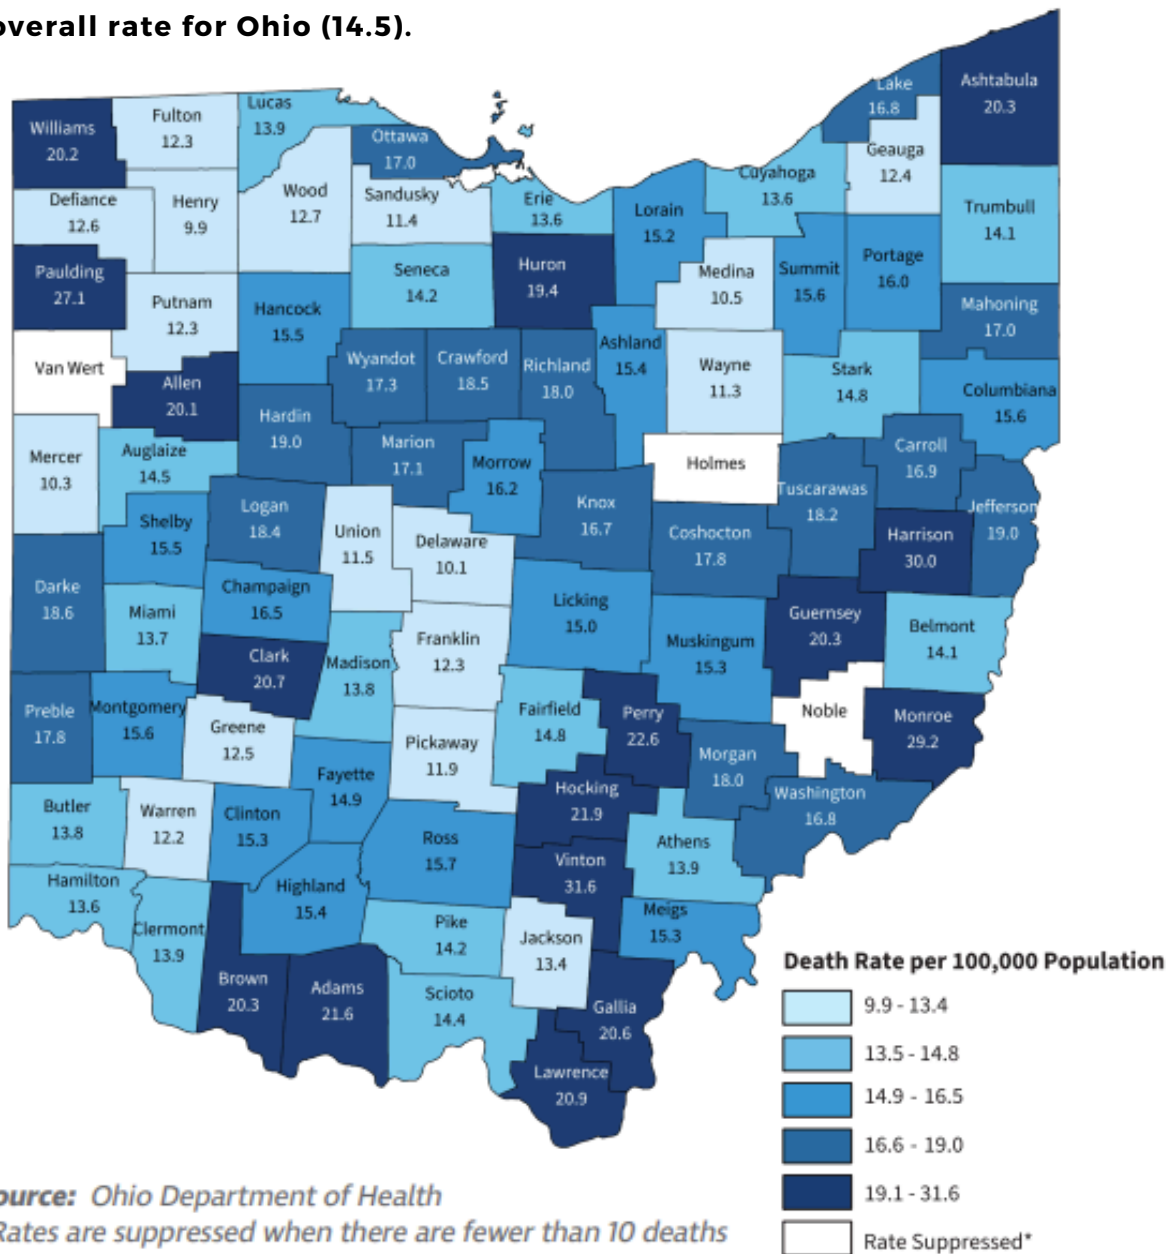 overall rate for Ohio (14.5).
Williams
20.2
Fulton
12.3
Lucas
13.9
Ottawa
17.0
Lake
16.8
Ashtabula
20.3
Geauga
12.4
Defiance
12.6
Henry
9.9
Wood
12.7
Sandusky
11.4
Erie
13.6
Lorain
15.2
Cuyahoga
13.6
Trumbull
14.1
Paulding
27.1
Putnam
12.3
Hancock
15.5
Seneca
14.2
Huron
19.4
Medina
10.5
Summit
15.6
Portage
16.0
Mahoning
17.0
Van Wert
Allen
20.1
Wyandot
17.3
Crawford
18.5
Richland
18.0
Ashland
15.4
Wayne
11.3
Stark
14.8
Columbiana
15.6
Mercer
10.3
Auglaize
14.5
Hardin
19.0
Marion
17.1
Morrow
16.2
Holmes
Carroll
16.9
Tuscarawas
18.2
Jefferson
19.0
Shelby
15.5
Logan
18.4
Union
11.5
Delaware
10.1
Knox
16.7
Coshocton
17.8
Harrison
30.0
Darke
18.6
Miami
13.7
Champaign
16.5
Licking
15.0
Muskingum
15.3
Guernsey
20.3
Belmont
14.1
Clark
20.7
Madison
13.8
Franklin
12.3
Preble
17.8
Montgomery
15.6
Greene
12.5
Pickaway
11.9
Fairfield
14.8
Perry
22.6
Morgan
18.0
Noble
Monroe
29.2
Butler
13.8
Warren
12.2
Clinton
15.3
Fayette
14.9
Ross
15.7
Hocking
21.9
Athens
13.9
Washington
16.8
Hamilton
13.6
Clermont
13.9
Highland
15.4
Vinton
31.6
Pike
14.2
Jackson
13.4
Meigs
15.3
Brown
20.3
Adams
21.6
Scioto
14.4
Gallia
20.6
Lawrence
20.9
Death Rate per 100,000 Population
9.9 - 13.4
13.5 - 14.8
14.9 - 16.5
16.6 - 19.0
19.1 - 31.6
Rate Suppressed*
ource: Ohio Department of Health
Rates are suppressed when there are fewer than 10 deaths